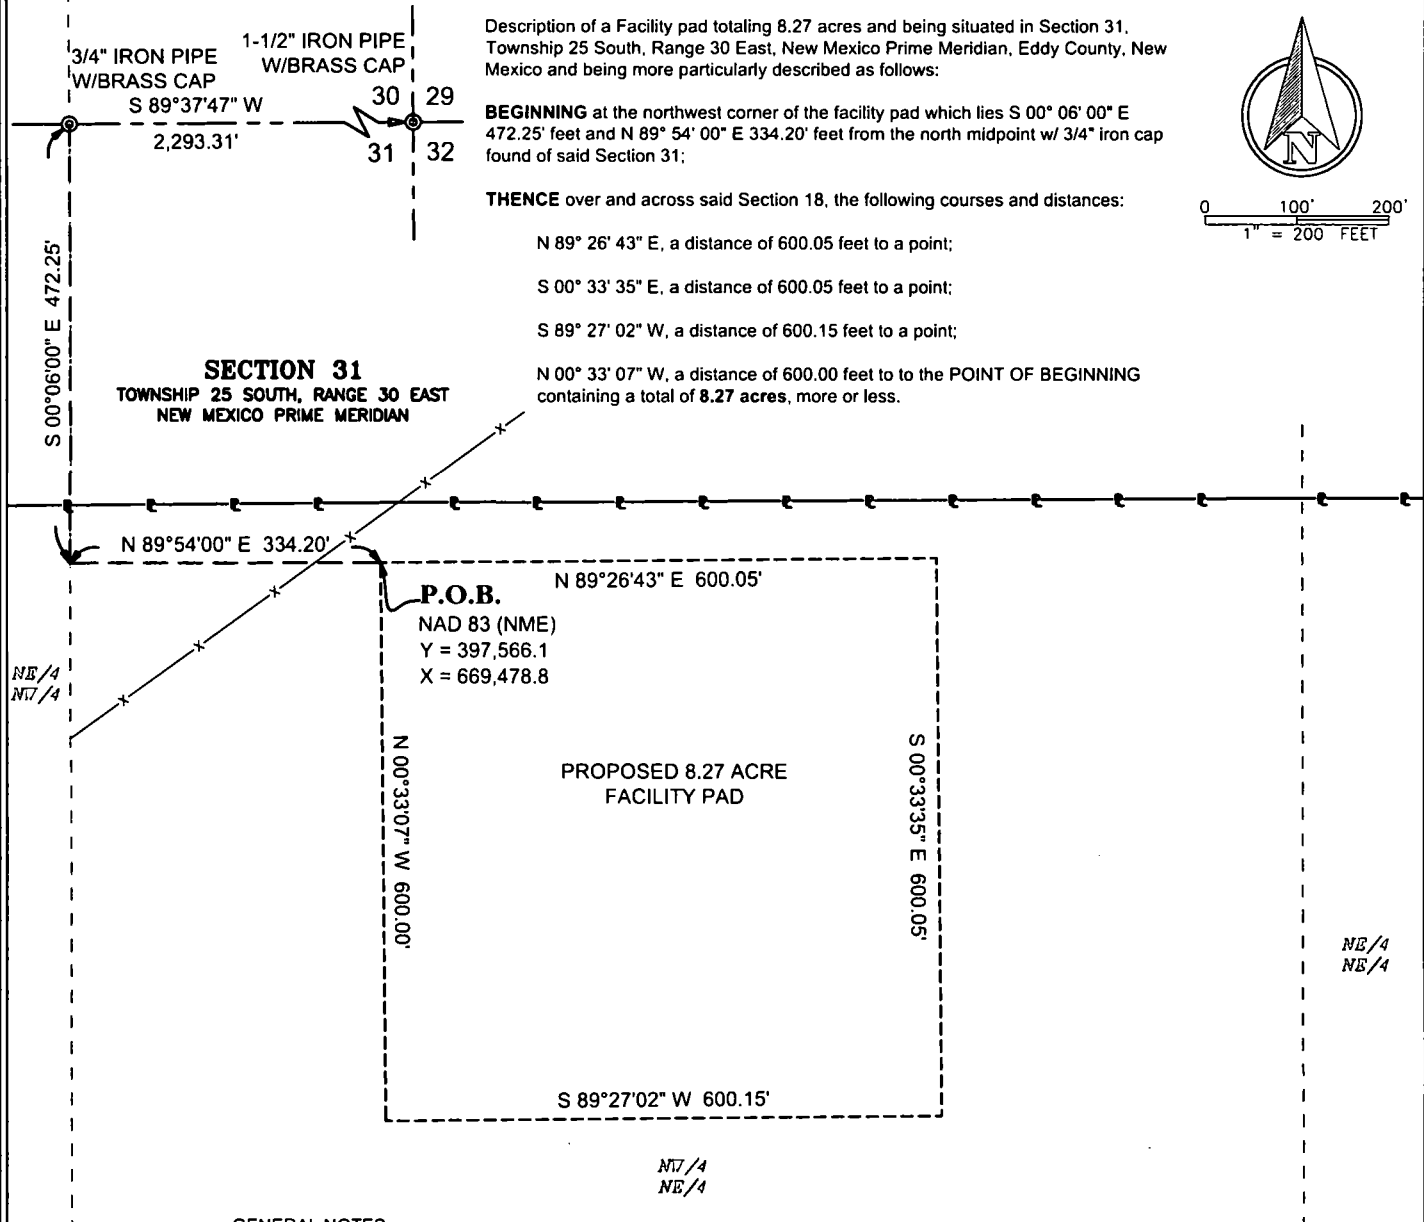 3/4" IRON PIPE
W/BRASS CAP
1-1/2" IRON PIPE
W/BRASS CAP
S 89°37'47" W
2,293.31'
30 29
31 32
Description of a Facility pad totaling 8.27 acres and being situated in Section 31,
Township 25 South, Range 30 East, New Mexico Prime Meridian, Eddy County, New
Mexico and being more particularly described as follows:
BEGINNING at the northwest corner of the facility pad which lies S 00° 06' 00" E
472.25' feet and N 89° 54' 00" E 334.20' feet from the north midpoint w/ 3/4" iron cap
found of said Section 31;
THENCE over and across said Section 18, the following courses and distances:
N 89° 26' 43" E, a distance of 600.05 feet to a point;
S 00° 33' 35" E, a distance of 600.05 feet to a point;
S 89° 27' 02" W, a distance of 600.15 feet to a point;
N 00° 33' 07" W, a distance of 600.00 feet to to the POINT OF BEGINNING
containing a total of 8.27 acres, more or less.
N
0 100' 200'
1" = 200 FEET
S 00°06'00" E 472.25'
SECTION 31
TOWNSHIP 25 SOUTH, RANGE 30 EAST
NEW MEXICO PRIME MERIDIAN
N 89°54'00" E 334.20'
N 89°26'43" E 600.05'
P.O.B.
NAD 83 (NME)
Y = 397,566.1
X = 669,478.8
NE/4
NW/4
N 00°33'07" W 600.00'
PROPOSED 8.27 ACRE
FACILITY PAD
S 00°33'35" E 600.05'
NE/4
NE/4
S 89°27'02" W 600.15'
NW/4
NE/4
GENERAL NOTES